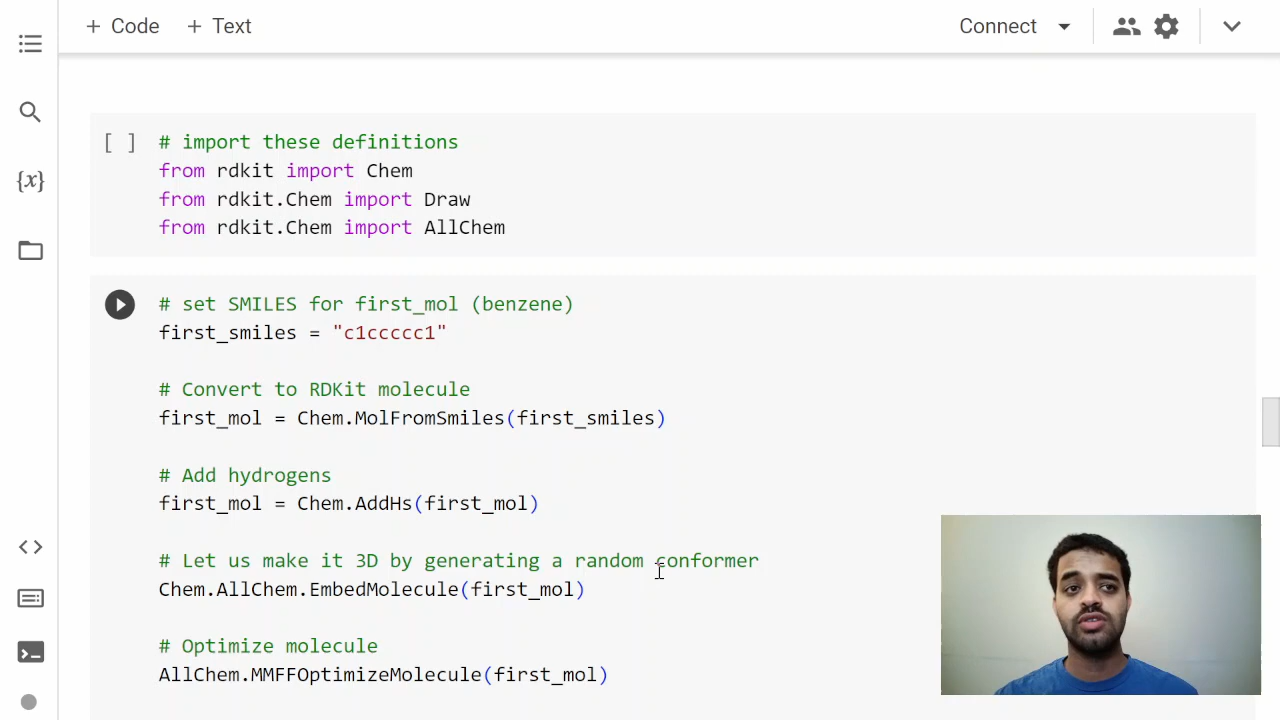 + Code + Text Connect
[ ] # import these definitions
from rdkit import Chem
from rdkit.Chem import Draw
from rdkit.Chem import AllChem
{x}
# set SMILES for first_mol (benzene)
first_smiles = "c1ccccc1"
# Convert to RDKit molecule
first_mol = Chem.MolFromSmiles(first_smiles)
# Add hydrogens
first_mol = Chem.AddHs(first_mol)
# Let us make it 3D by generating a random conformer
Chem.AllChem.EmbedMolecule(first_mol)
# Optimize molecule
AllChem.MMFFOptimizeMolecule(first_mol)